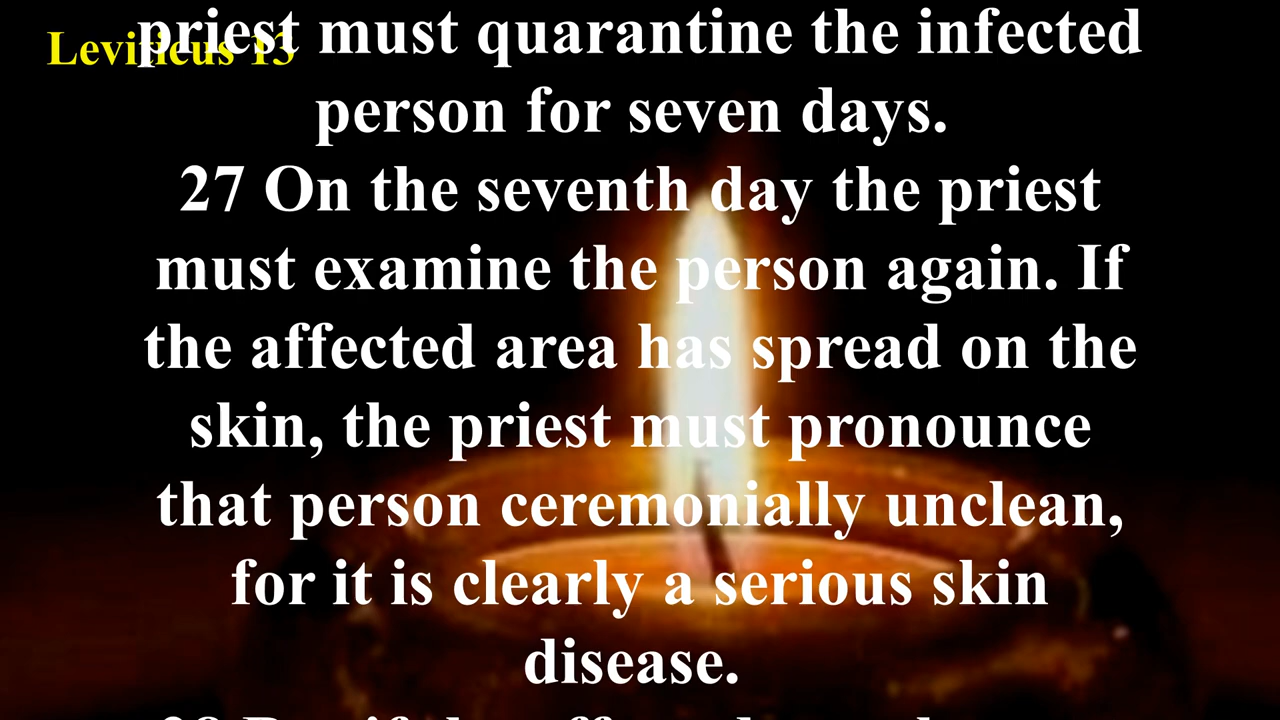 Leviticus 13
priest must quarantine the infected
person for seven days.
27 On the seventh day the priest
must examine the person again. If
the affected area has spread on the
skin, the priest must pronounce
that person ceremonially unclean,
for it is clearly a serious skin
disease.